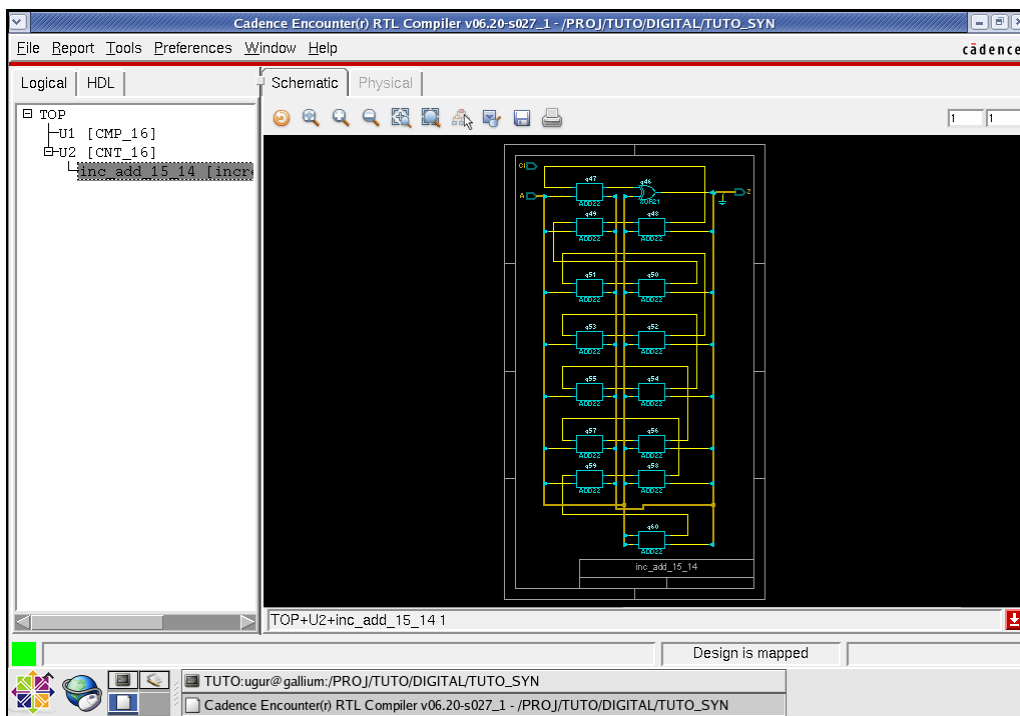 Cadence Encounter(r) RTL Compiler v06.20-s027_1 - /PROJ/TUTO/DIGITAL/TUTO_SYN
File Report Tools Preferences Window Help
cādence
Logical HDL
Schematic Physical
TOP
U1 [CMP_16]
U2 [CNT_16]
inc_add_15_14 [incr
1 1
CI
A
Z
g47 g46
ADD22 XOR21
g49 g48
ADD22 ADD22
g51 g50
ADD22 ADD22
g53 g52
ADD22 ADD22
g55 g54
ADD22 ADD22
g57 g56
ADD22 ADD22
g59 g58
ADD22 ADD22
g60
ADD22
inc_add_15_14
TOP+U2+inc_add_15_14 1
Design is mapped
TUTO:ugur@gallium:/PROJ/TUTO/DIGITAL/TUTO_SYN
Cadence Encounter(r) RTL Compiler v06.20-s027_1 - /PROJ/TUTO/DIGITAL/TUTO_SYN